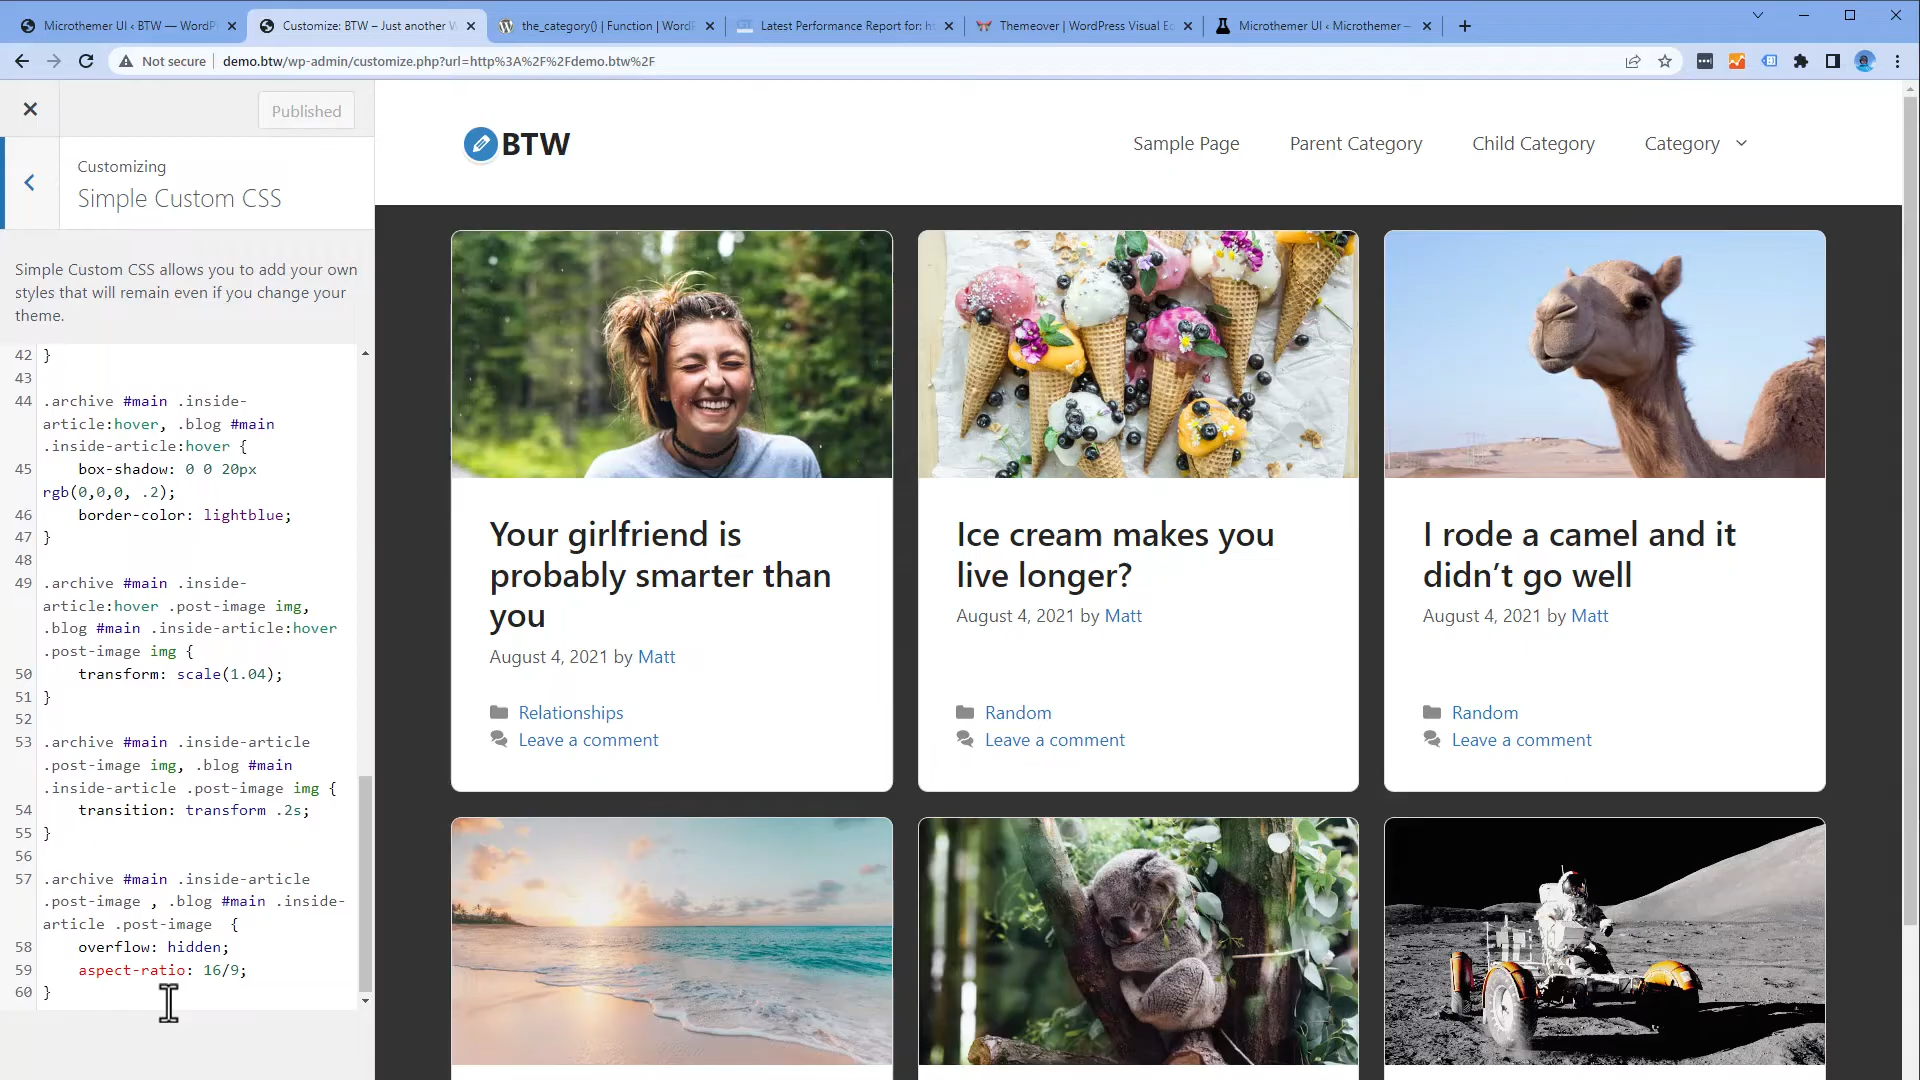 Microthemer UI ‹ BTW — WordP
Customize: BTW – Just another W
the_category() | Function | WordP
Latest Performance Report for: ht
Themeover | WordPress Visual Ed
Microthemer UI ‹ Microthemer —
Not secure
demo.btw/wp-admin/customize.php?url=http%3A%2F%2Fdemo.btw%2F
Published
Customizing
Simple Custom CSS
Simple Custom CSS allows you to add your own
styles that will remain even if you change your
theme.
42 }
43
44 .archive #main .inside-
article:hover, .blog #main
.inside-article:hover {
45 box-shadow: 0 0 20px
rgb(0,0,0, .2);
46 border-color: lightblue;
47 }
48
49 .archive #main .inside-
article:hover .post-image img,
.blog #main .inside-article:hover
.post-image img {
50 transform: scale(1.04);
51 }
52
53 .archive #main .inside-article
.post-image img, .blog #main
.inside-article .post-image img {
54 transition: transform .2s;
55 }
56
57 .archive #main .inside-article
.post-image , .blog #main .inside-
article .post-image {
58 overflow: hidden;
59 aspect-ratio: 16/9;
60 }
BTW
Sample Page
Parent Category
Child Category
Category
Your girlfriend is
probably smarter than
you
August 4, 2021 by Matt
Relationships
Leave a comment
Ice cream makes you
live longer?
August 4, 2021 by Matt
Random
Leave a comment
I rode a camel and it
didn’t go well
August 4, 2021 by Matt
Random
Leave a comment